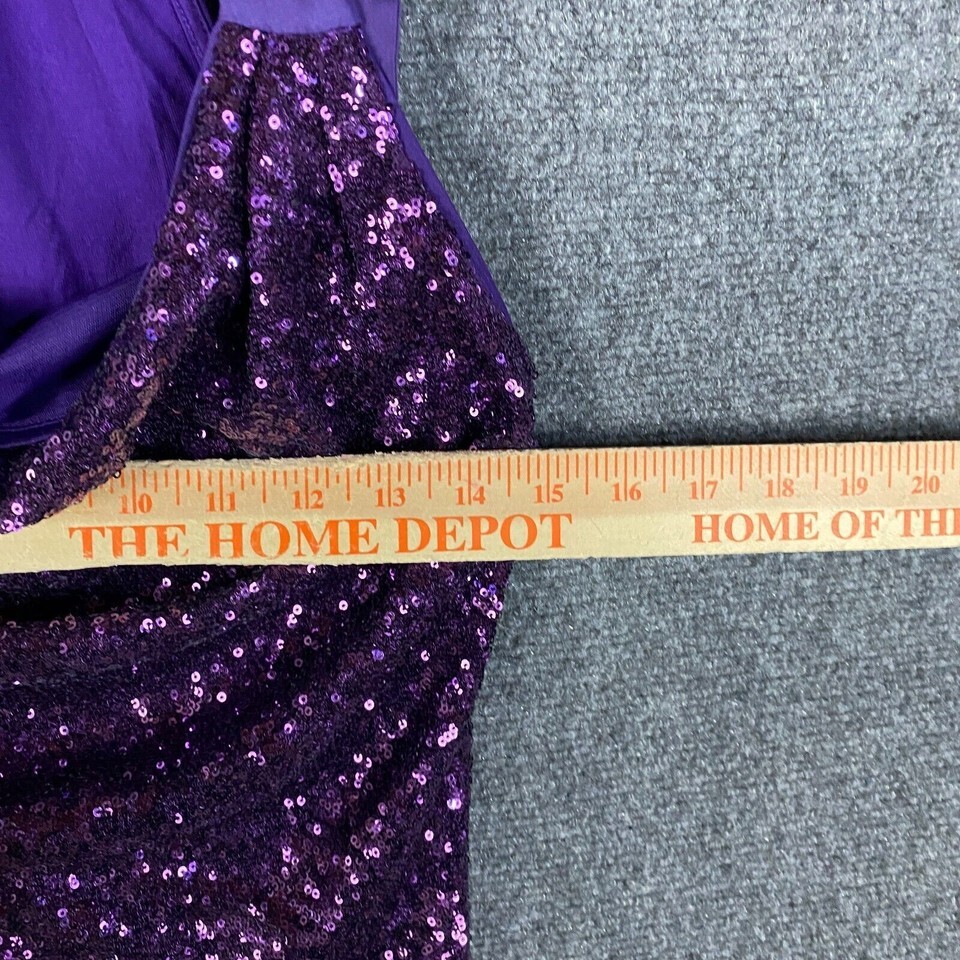 10 11 12 13 14 15 16 17 18 19 20
THE HOME DEPOT HOME OF THE